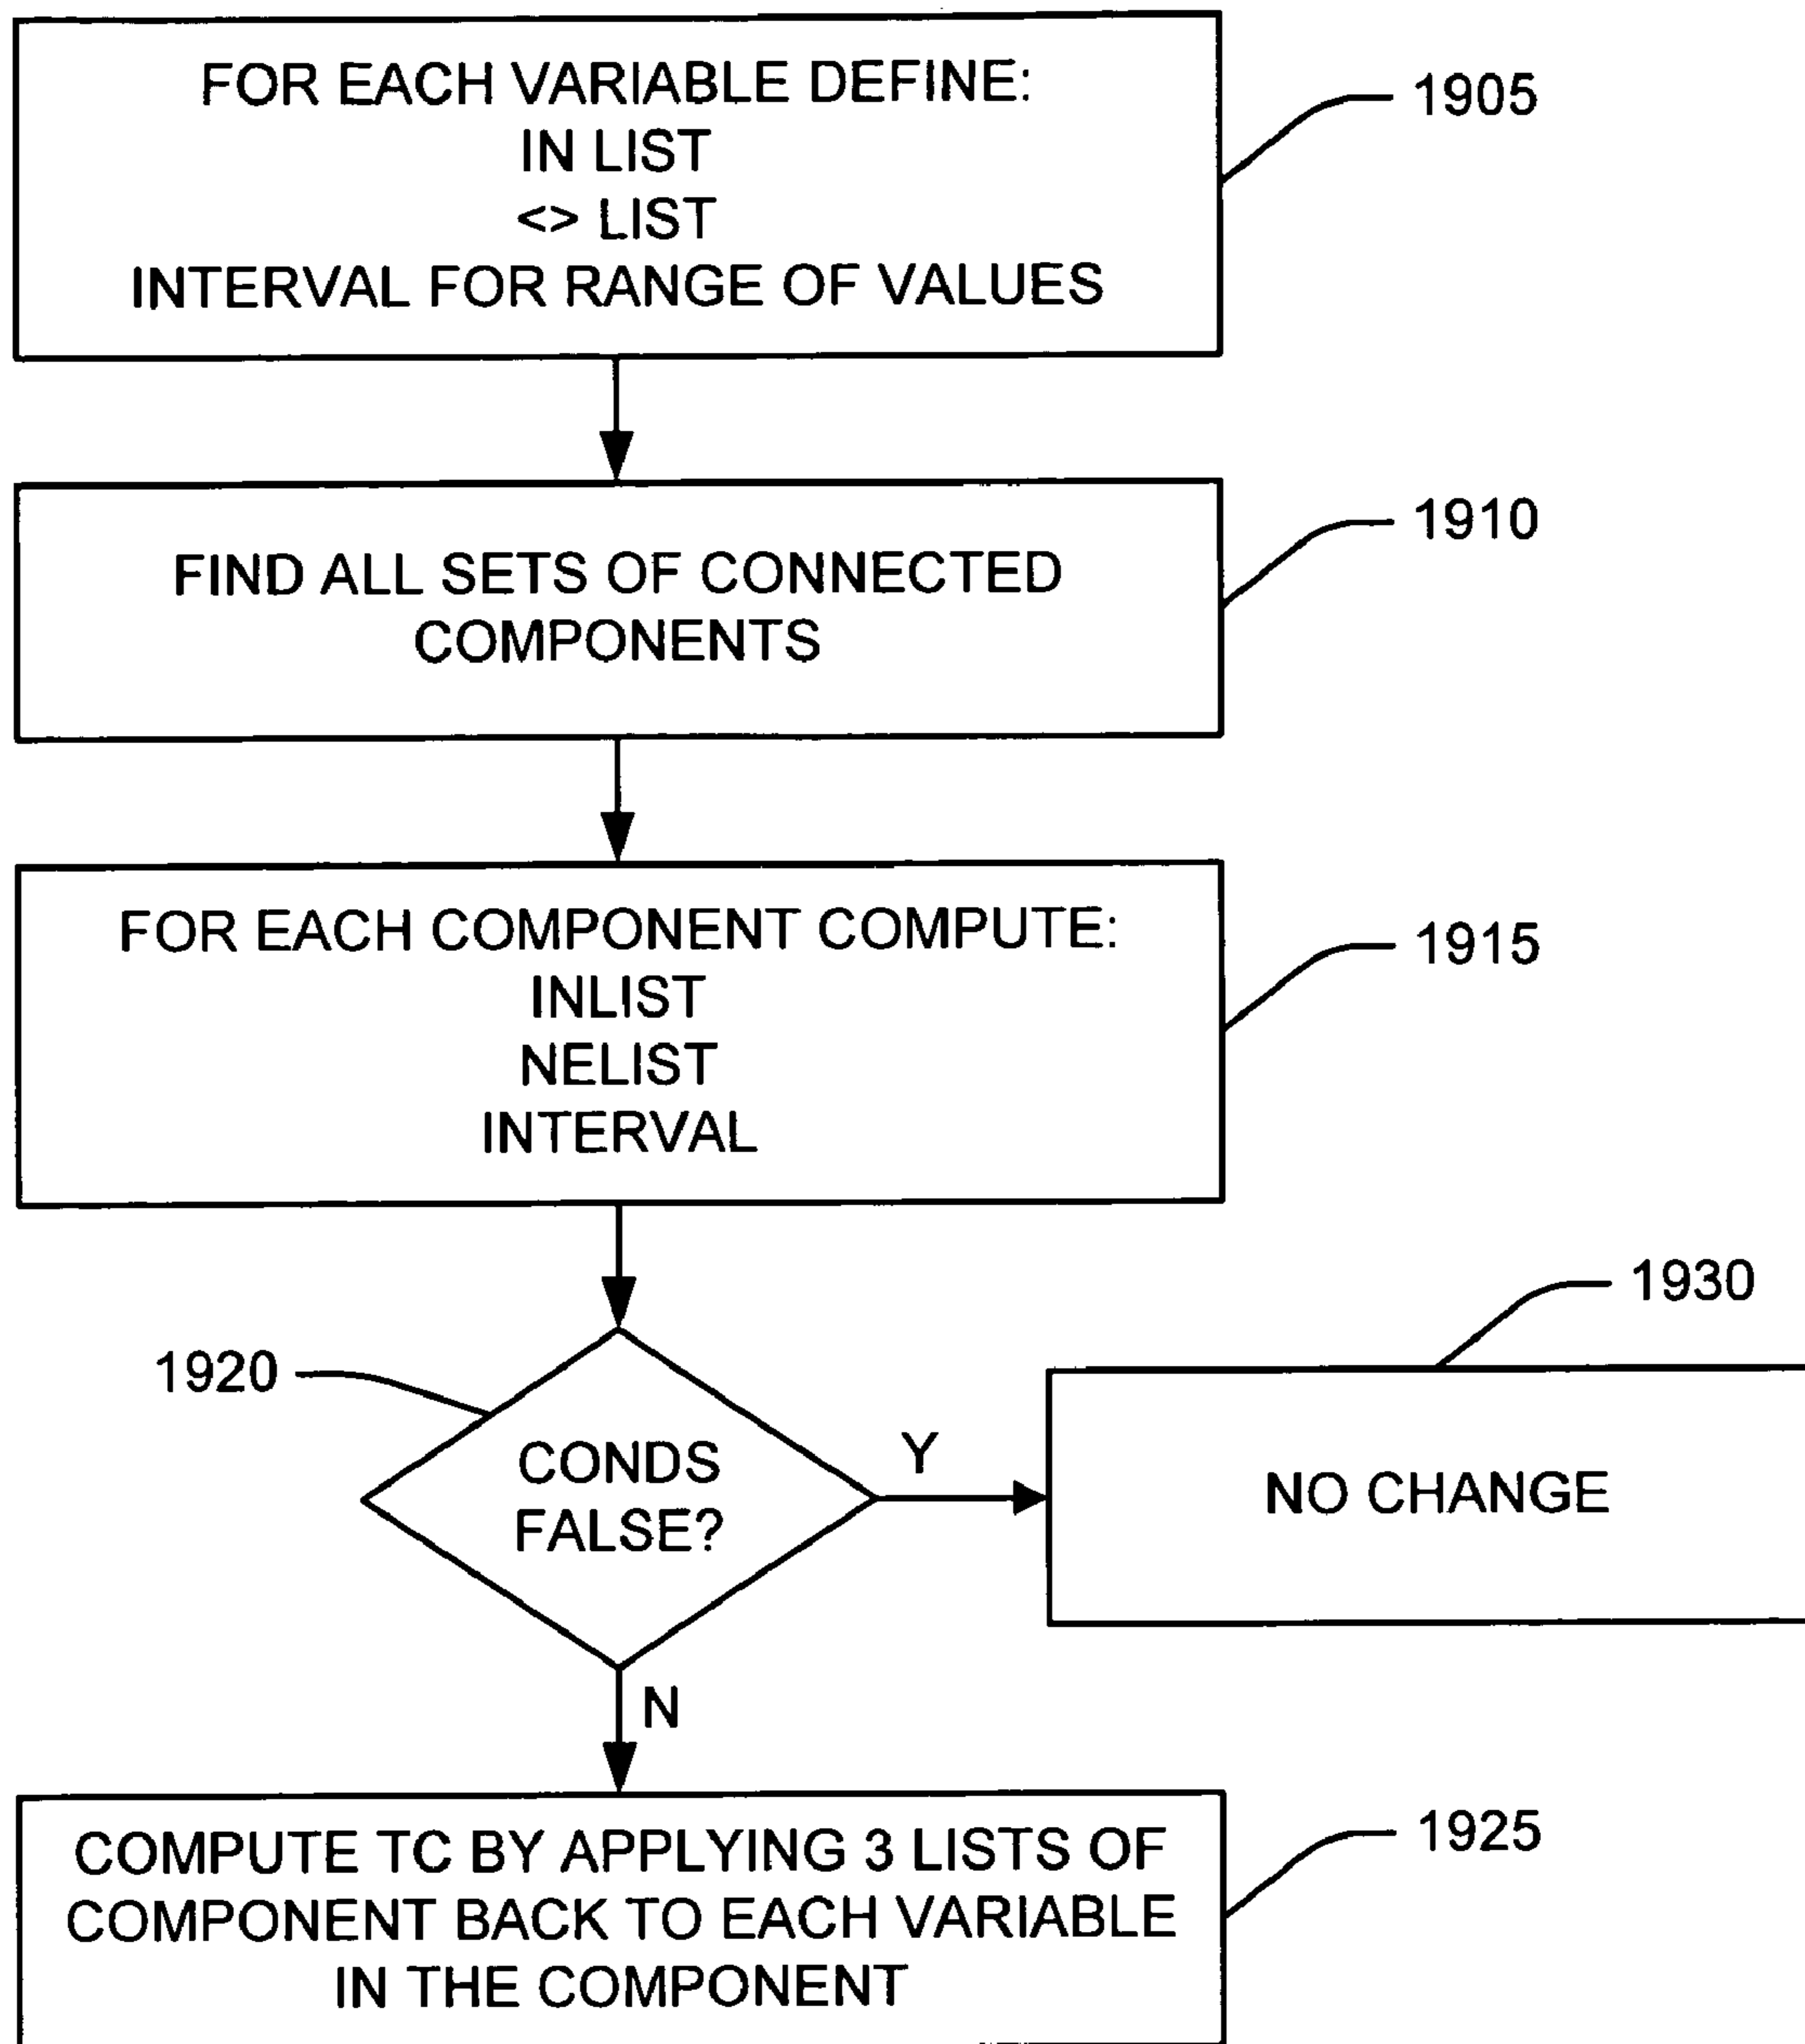 FOR EACH VARIABLE DEFINE:
IN LIST
<> LIST
INTERVAL FOR RANGE OF VALUES
1905
FIND ALL SETS OF CONNECTED
COMPONENTS
1910
FOR EACH COMPONENT COMPUTE:
INLIST
NELIST
INTERVAL
1915
1920
CONDS
FALSE?
Y
1930
NO CHANGE
N
COMPUTE TC BY APPLYING 3 LISTS OF
COMPONENT BACK TO EACH VARIABLE
IN THE COMPONENT
1925